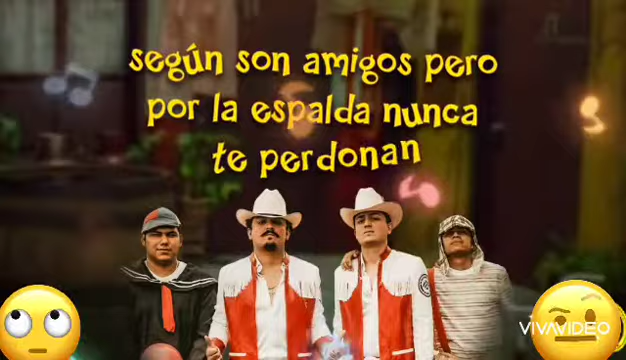 según son amigos pero
por la espalda nunca
te perdonan
VIVAVIDEO